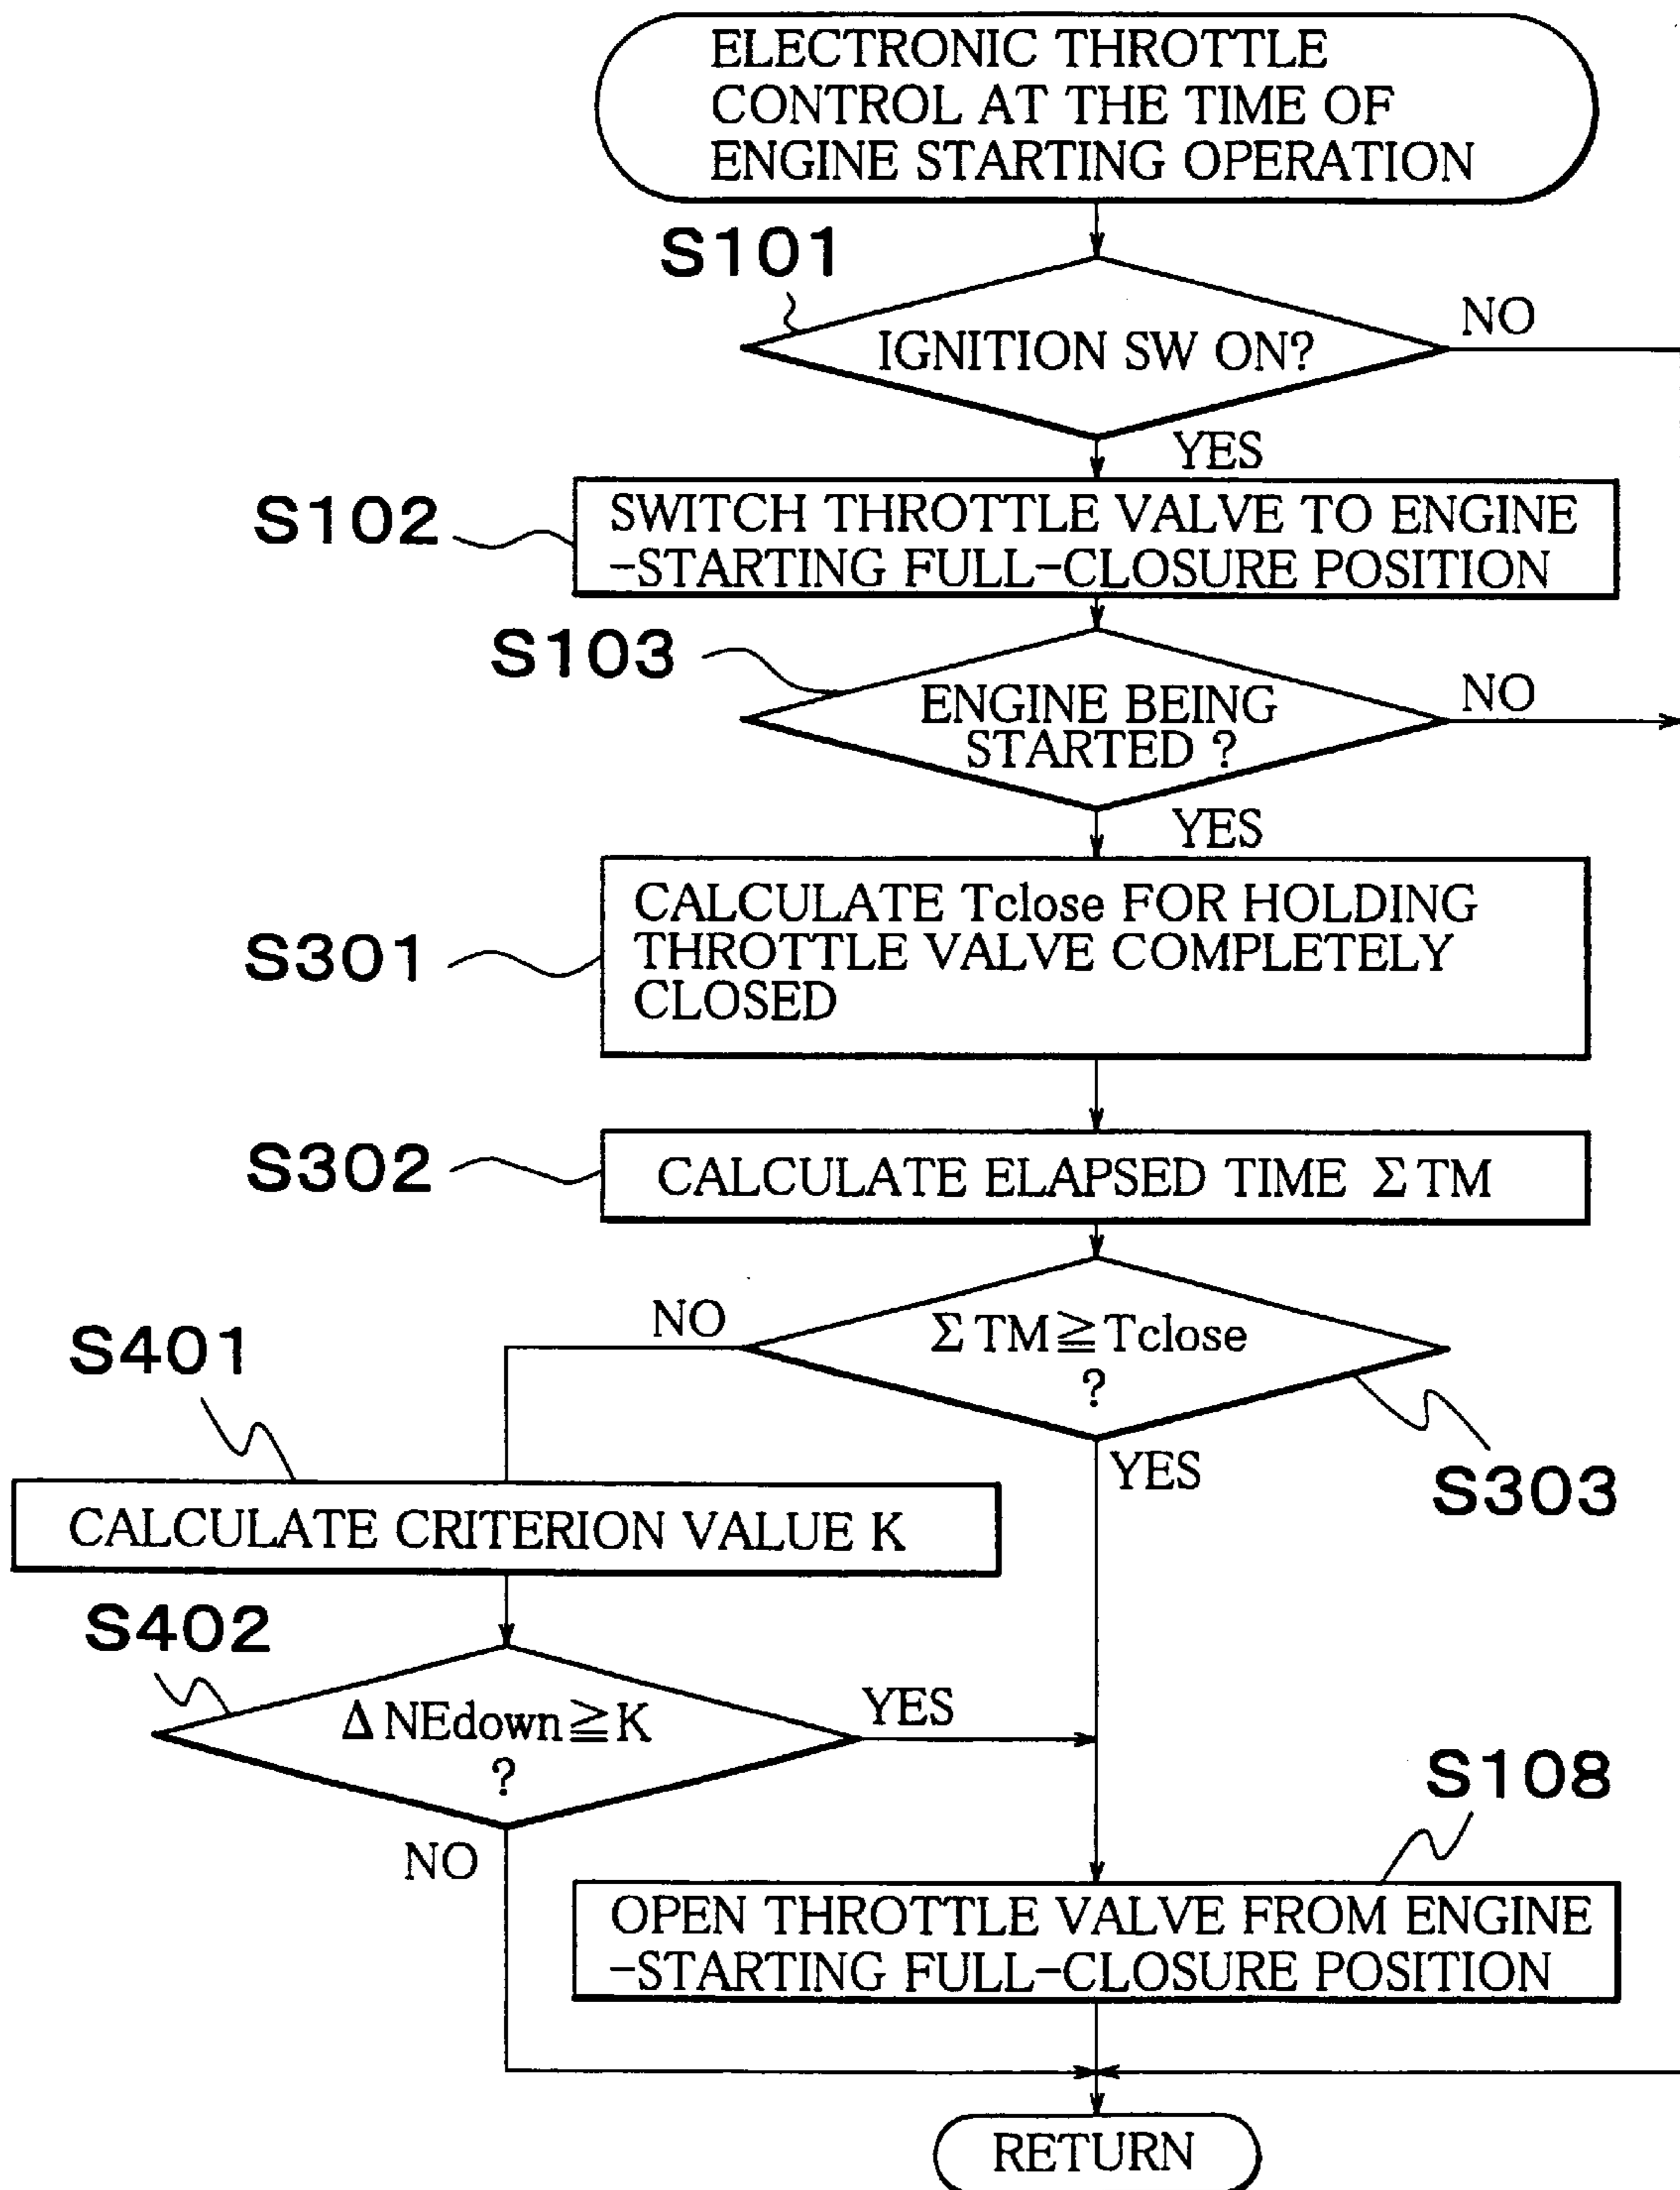 ELECTRONIC THROTTLE
CONTROL AT THE TIME OF
ENGINE STARTING OPERATION
S101
IGNITION SW ON?
NO
YES
S102
SWITCH THROTTLE VALVE TO ENGINE
-STARTING FULL-CLOSURE POSITION
S103
ENGINE BEING
STARTED ?
NO
YES
S301
CALCULATE Tclose FOR HOLDING
THROTTLE VALVE COMPLETELY
CLOSED
S302
CALCULATE ELAPSED TIME ΣTM
NO
ΣTM≧Tclose
?
S303
YES
S401
CALCULATE CRITERION VALUE K
S402
ΔNEdown≧K
?
YES
NO
S108
OPEN THROTTLE VALVE FROM ENGINE
-STARTING FULL-CLOSURE POSITION
RETURN